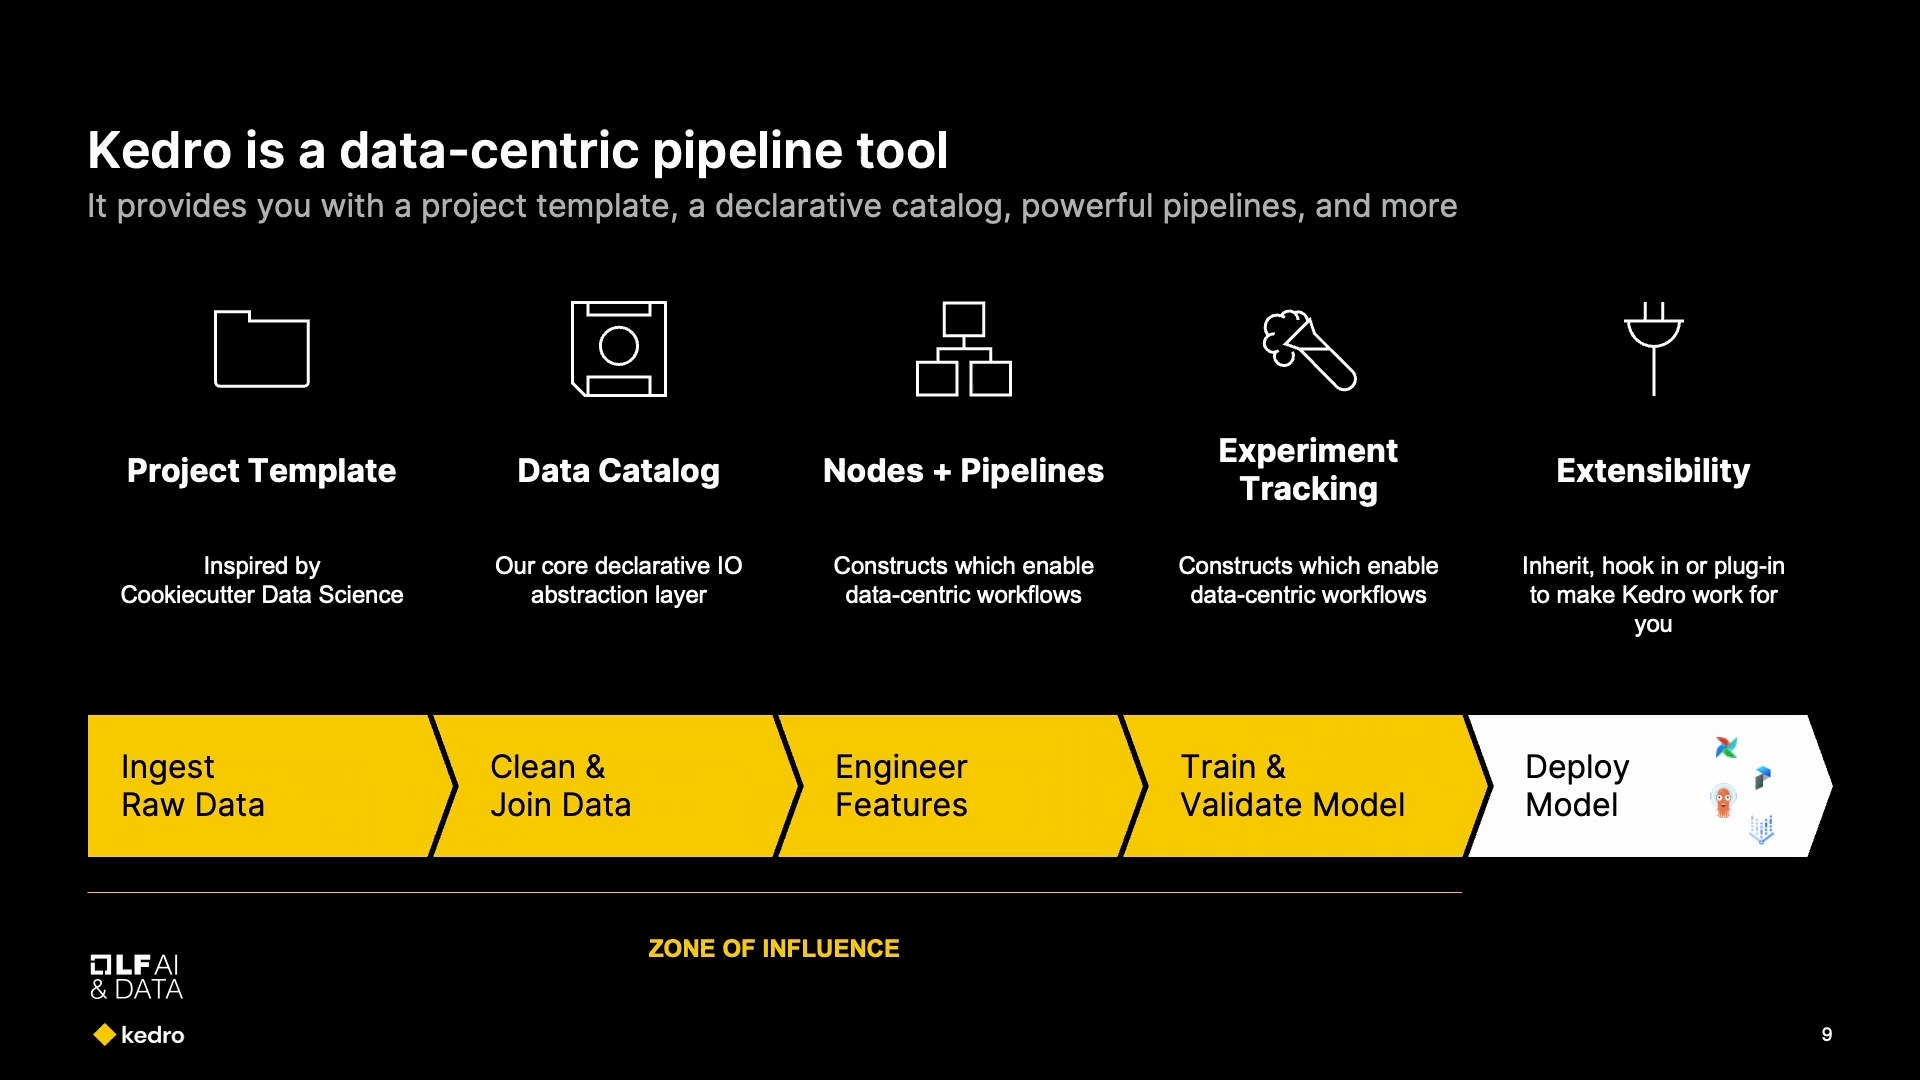 Kedro is a data-centric pipeline tool
It provides you with a project template, a declarative catalog, powerful pipelines, and more
Project Template
Inspired by
Cookiecutter Data Science
Data Catalog
Our core declarative IO
abstraction layer
Nodes + Pipelines
Constructs which enable
data-centric workflows
Experiment
Tracking
Constructs which enable
data-centric workflows
Extensibility
Inherit, hook in or plug-in
to make Kedro work for
you
Ingest
Raw Data
Clean &
Join Data
Engineer
Features
Train &
Validate Model
Deploy
Model
ZONE OF INFLUENCE
LF AI
& DATA
kedro
9